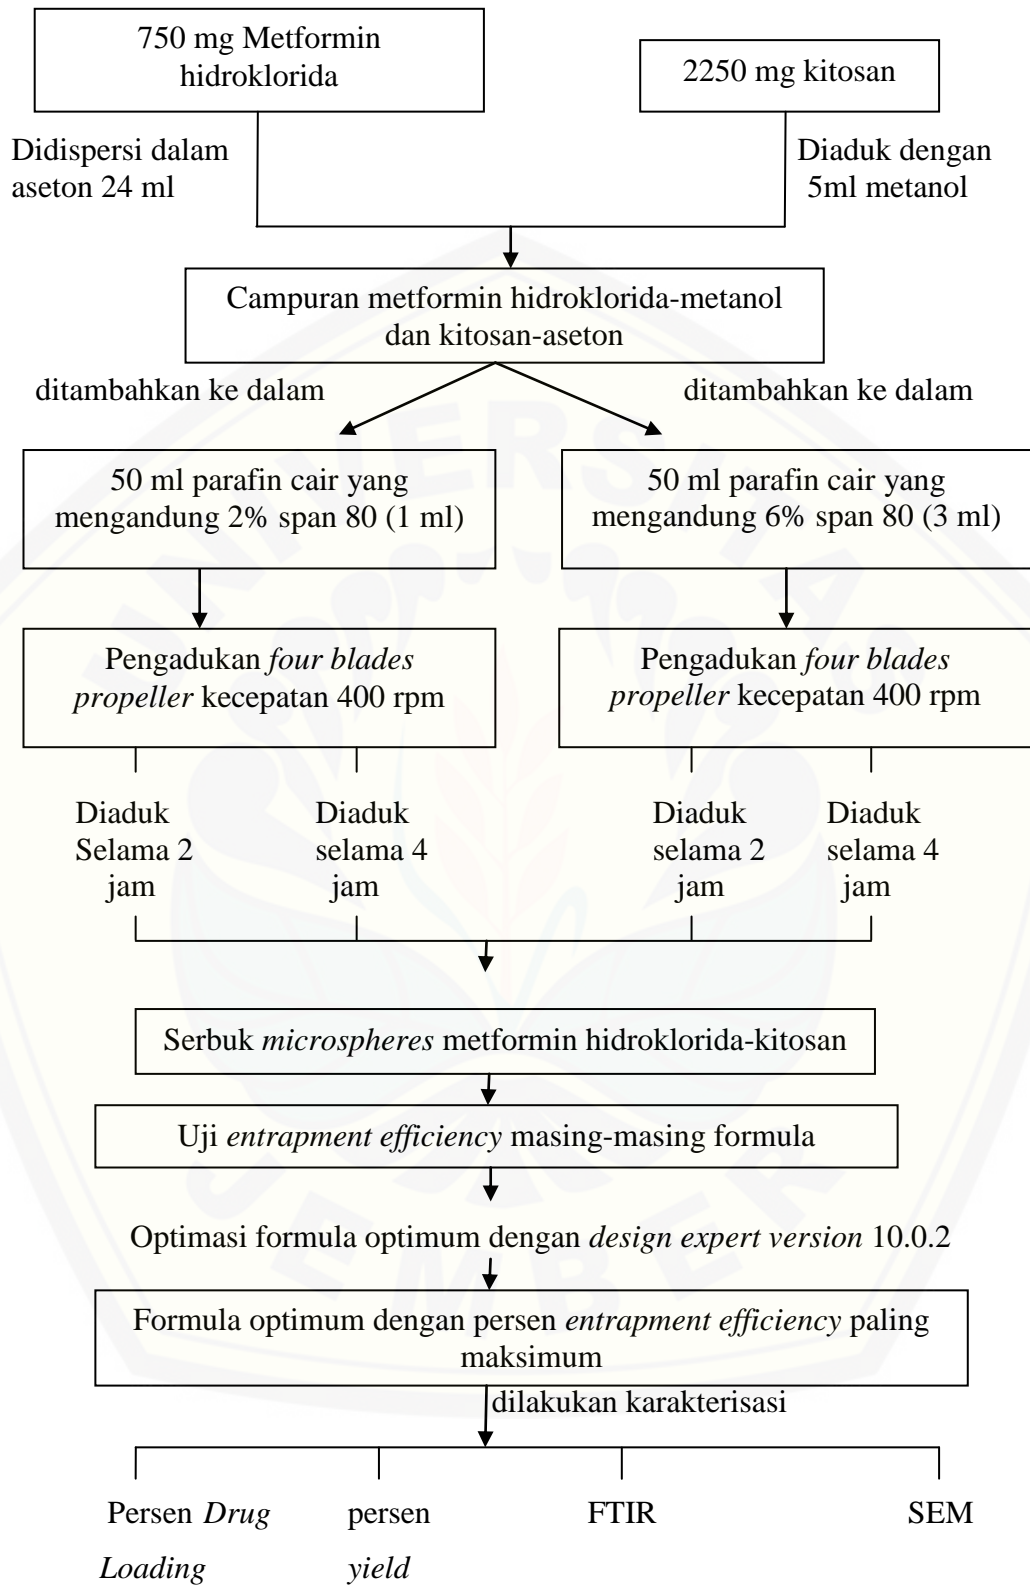 750 mg Metformin
hidroklorida
2250 mg kitosan
Didispersi dalam
aseton 24 ml
Diaduk dengan
5ml metanol
Campuran metformin hidroklorida-metanol
dan kitosan-aseton
ditambahkan ke dalam
ditambahkan ke dalam
50 ml parafin cair yang
mengandung 2% span 80 (1 ml)
50 ml parafin cair yang
mengandung 6% span 80 (3 ml)
Pengadukan four blades
propeller kecepatan 400 rpm
Pengadukan four blades
propeller kecepatan 400 rpm
Diaduk
Selama 2
jam
Diaduk
selama 4
jam
Diaduk
selama 2
jam
Diaduk
selama 4
jam
Serbuk microspheres metformin hidroklorida-kitosan
Uji entrapment efficiency masing-masing formula
Optimasi formula optimum dengan design expert version 10.0.2
Formula optimum dengan persen entrapment efficiency paling
maksimum
dilakukan karakterisasi
Persen Drug
Loading
persen
yield
FTIR
SEM
UNIVERSITAS
JEMBER